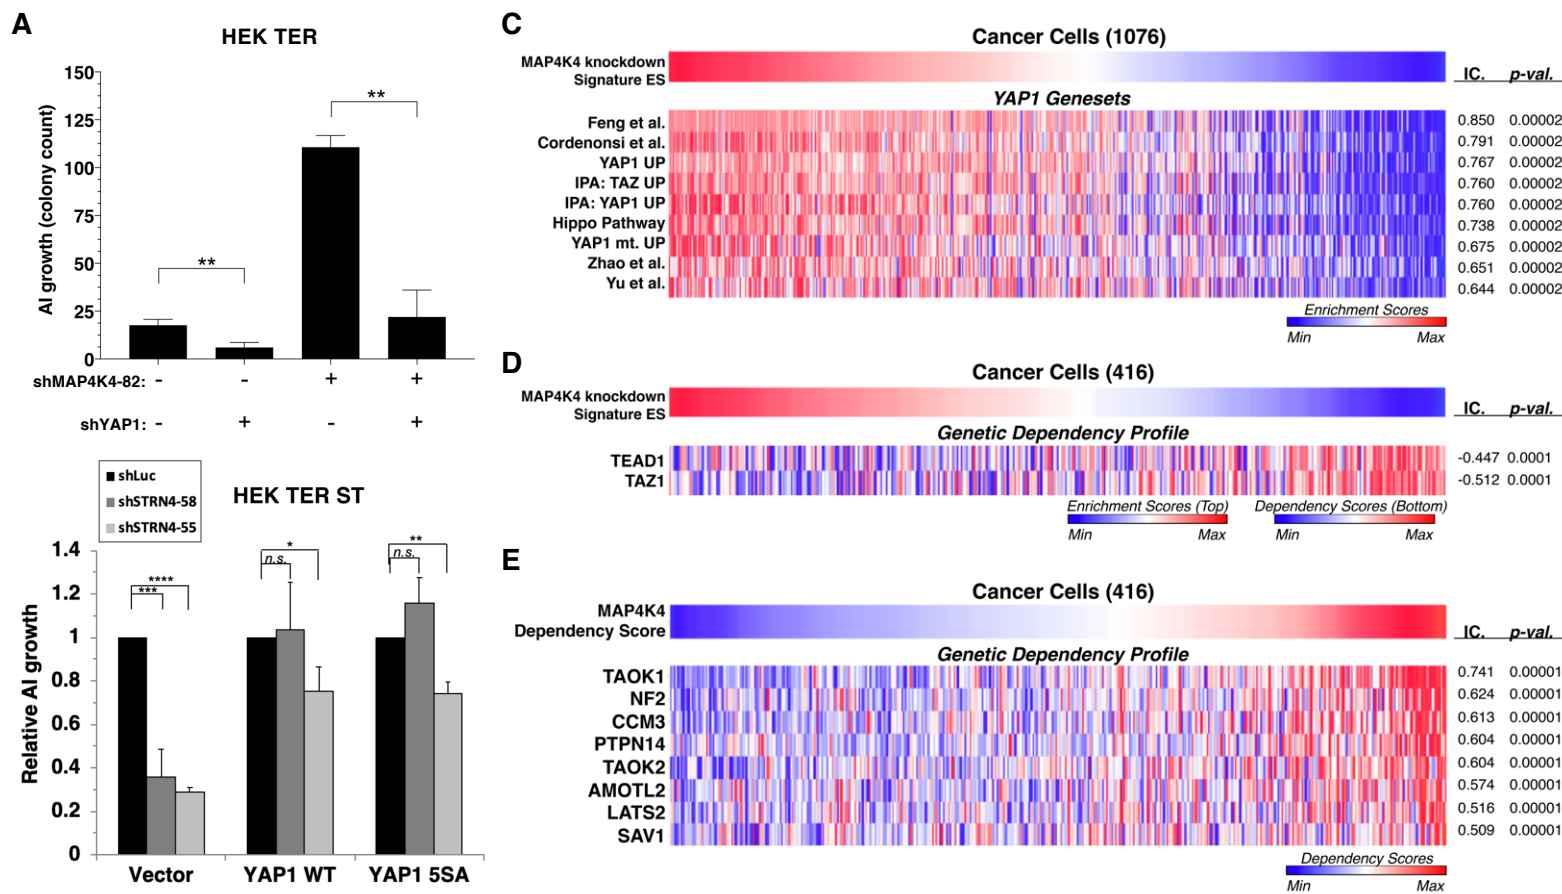 A
HEK TER
AI growth (colony count)
150
125
100
75
50
25
0
**
**
shMAP4K4-82: - - + +
shYAP1: - + - +
shLuc
shSTRN4-58
shSTRN4-55
HEK TER ST
Relative AI growth
1.4
1.2
1
0.8
0.6
0.4
0.2
0
****
***
*
n.s.
**
n.s.
Vector YAP1 WT YAP1 5SA
C
Cancer Cells (1076)
MAP4K4 knockdown
Signature ES
IC. p-val.
YAP1 Genesets
Feng et al. 0.850 0.00002
Cordenonsi et al. 0.791 0.00002
YAP1 UP 0.767 0.00002
IPA: TAZ UP 0.760 0.00002
IPA: YAP1 UP 0.760 0.00002
Hippo Pathway 0.738 0.00002
YAP1 mt. UP 0.675 0.00002
Zhao et al. 0.651 0.00002
Yu et al. 0.644 0.00002
Enrichment Scores
Min Max
D
Cancer Cells (416)
MAP4K4 knockdown
Signature ES
IC. p-val.
Genetic Dependency Profile
TEAD1 -0.447 0.0001
TAZ1 -0.512 0.0001
Enrichment Scores (Top) Dependency Scores (Bottom)
Min Max Min Max
E
Cancer Cells (416)
MAP4K4
Dependency Score
IC. p-val.
Genetic Dependency Profile
TAOK1 0.741 0.00001
NF2 0.624 0.00001
CCM3 0.613 0.00001
PTPN14 0.604 0.00001
TAOK2 0.604 0.00001
AMOTL2 0.574 0.00001
LATS2 0.516 0.00001
SAV1 0.509 0.00001
Dependency Scores
Min Max